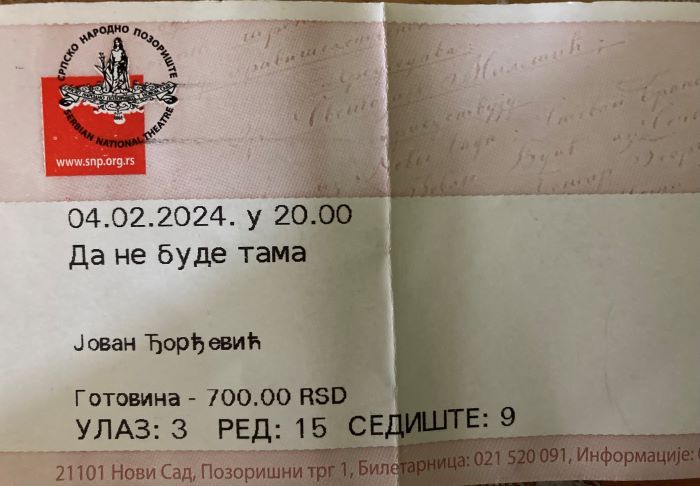 СРПСКО НАРОДНО ПОЗОРИШТЕ
SERBIAN NATIONAL THEATRE
www.snp.org.rs
04.02.2024. у 20.00
Да не буде тама
Јован Ђорђевић
Готовина - 700.00 RSD
УЛАЗ: 3 РЕД: 15 СЕДИШТЕ: 9
21101 Нови Сад, Позоришни трг 1, Билетарница: 021 520 091, Информације: